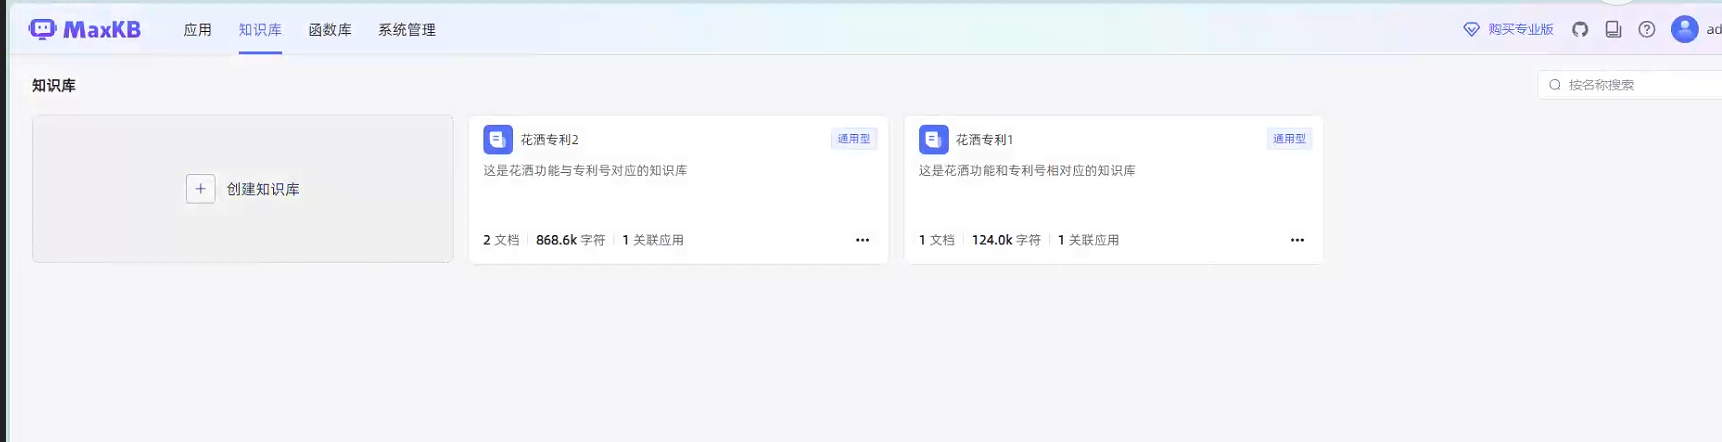 MaxKB 应用 知识库 函数库 系统管理 购买专业版 ad
知识库 按名称搜索
创建知识库
花洒专利2 通用型
这是花洒功能与专利号对应的知识库
2 文档 868.6k 字符 1 关联应用
花洒专利1 通用型
这是花洒功能和专利号相对应的知识库
1 文档 124.0k 字符 1 关联应用